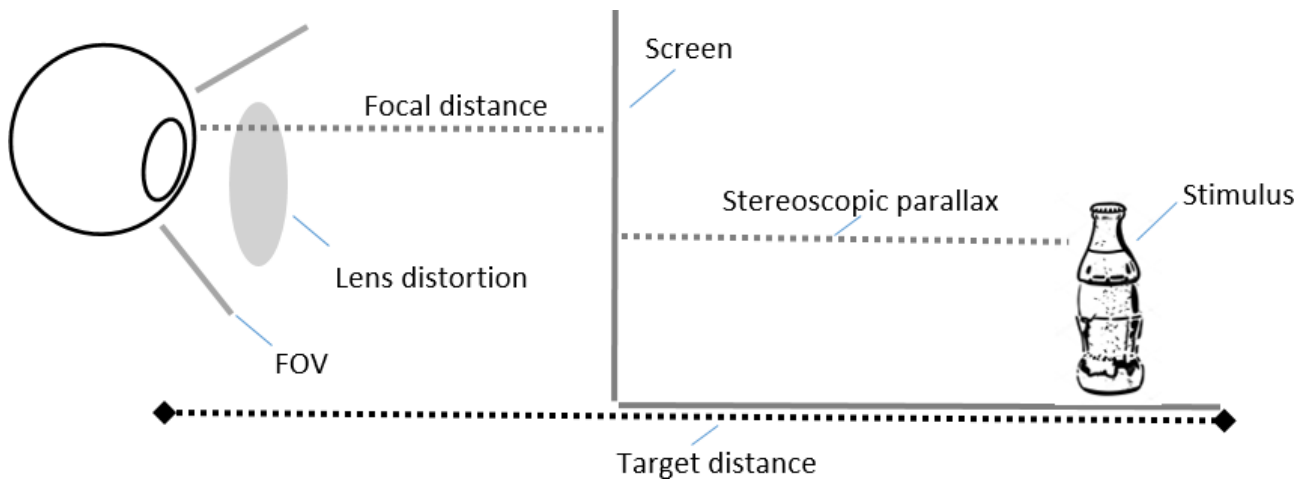 Screen
Focal distance
Stereoscopic parallax
Stimulus
Lens distortion
FOV
Target distance